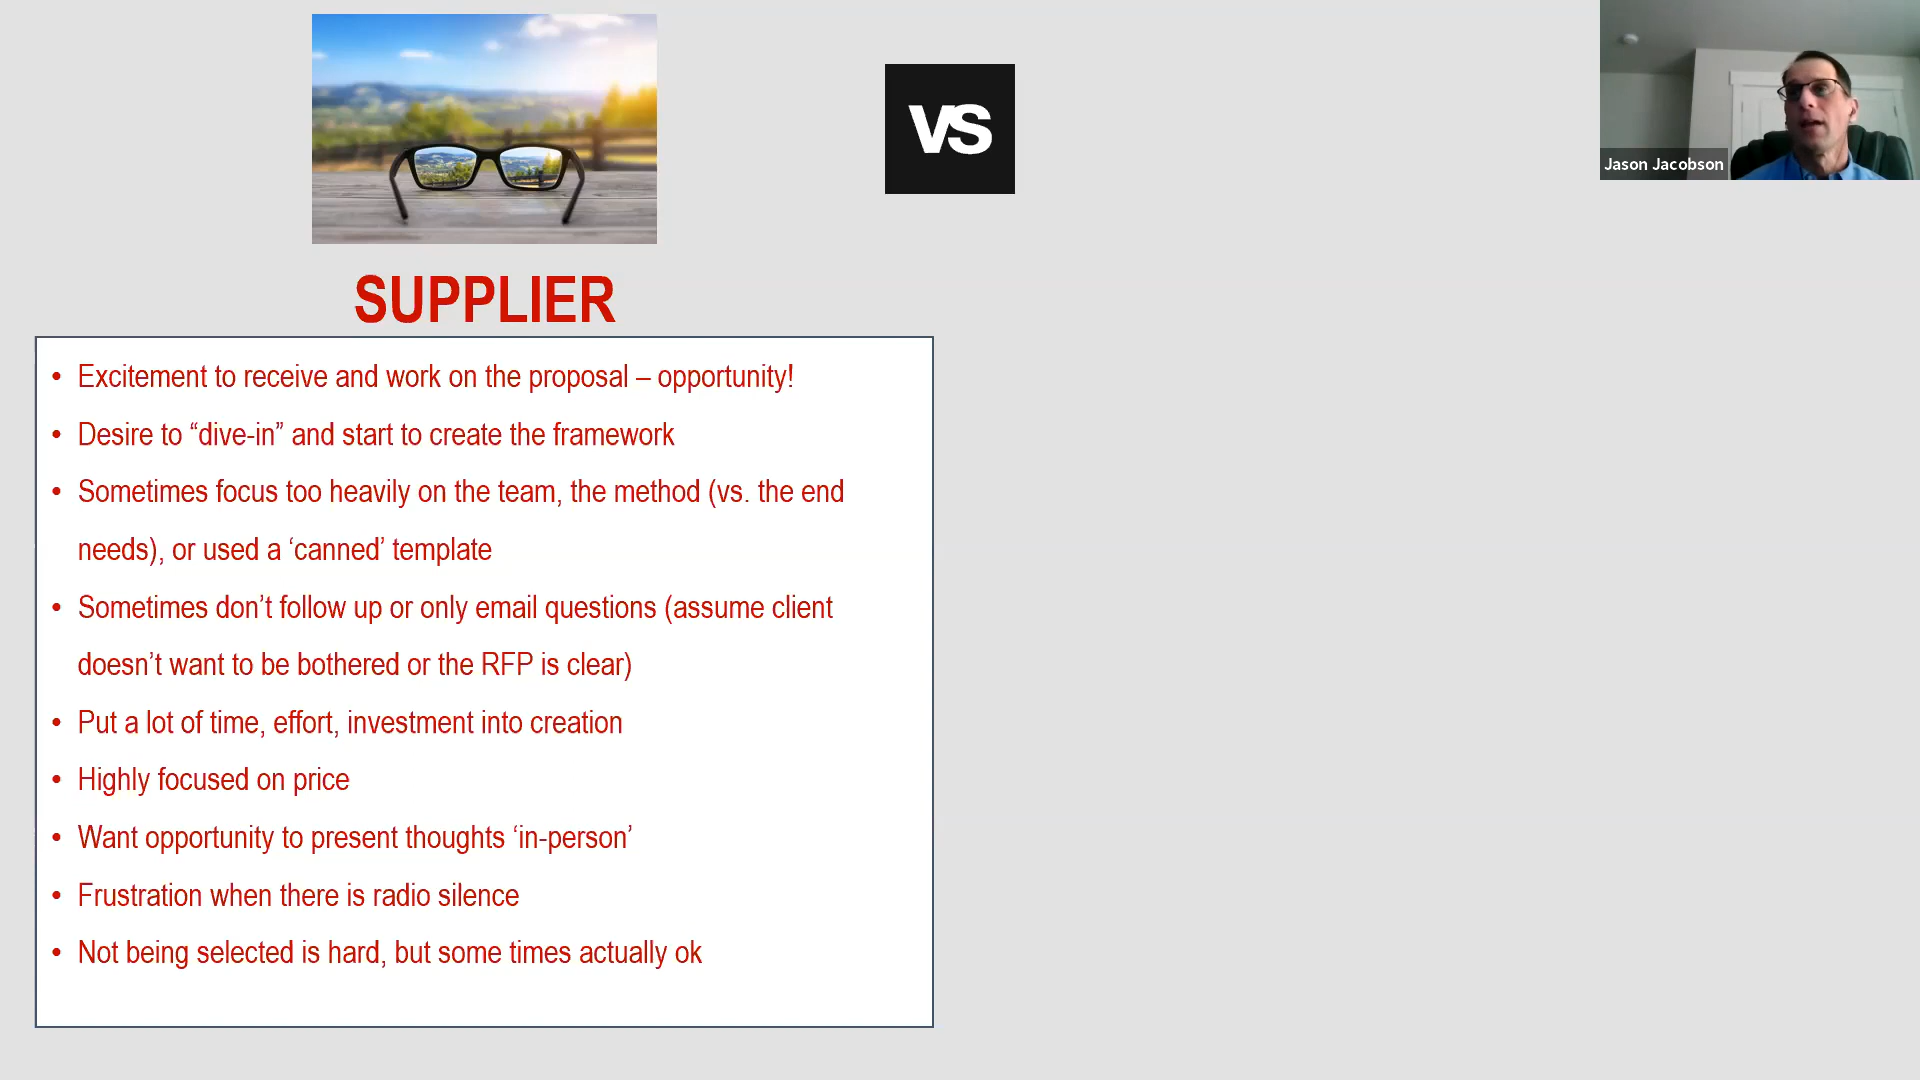 VS
Jason Jacobson
SUPPLIER
• Excitement to receive and work on the proposal – opportunity!
• Desire to “dive-in” and start to create the framework
• Sometimes focus too heavily on the team, the method (vs. the end
needs), or used a ‘canned’ template
• Sometimes don’t follow up or only email questions (assume client
doesn’t want to be bothered or the RFP is clear)
• Put a lot of time, effort, investment into creation
• Highly focused on price
• Want opportunity to present thoughts ‘in-person’
• Frustration when there is radio silence
• Not being selected is hard, but some times actually ok